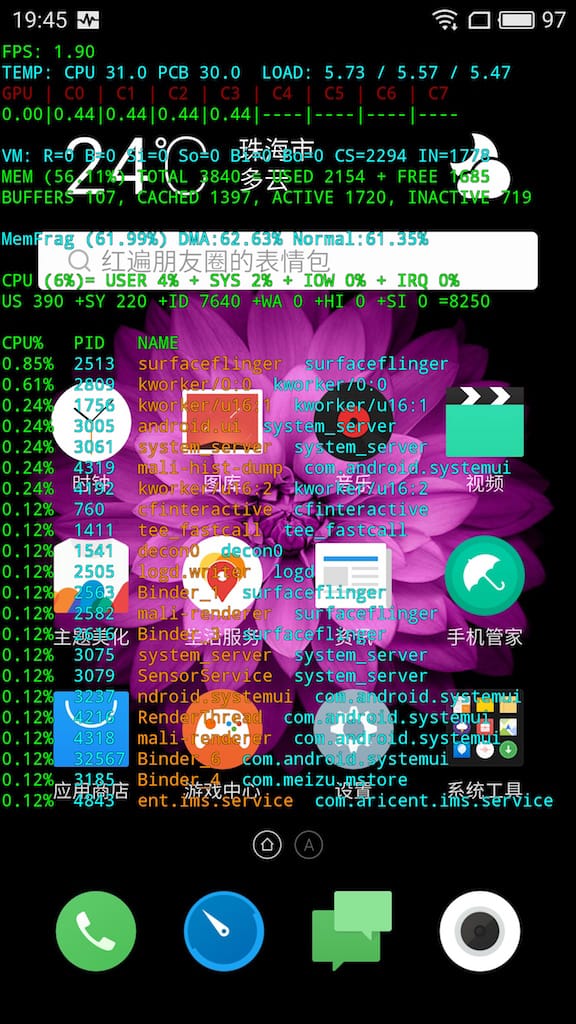 19:45 97
FPS: 1.90
TEMP: CPU 31.0 PCB 30.0 LOAD: 5.73 / 5.57 / 5.47
GPU | C0 | C1 | C2 | C3 | C4 | C5 | C6 | C7
0.00|0.44|0.44|0.44|0.44|----|----|----|----
24℃ 珠海市
多云
VM: R=0 B=0 Si=0 So=0 Bi=0 Bo=0 CS=2294 IN=1778
MEM (56.11%) TOTAL 3840 = USED 2154 + FREE 1685
BUFFERS 107, CACHED 1397, ACTIVE 1720, INACTIVE 719
MemFrag (61.99%) DMA:62.63% Normal:61.35%
红遍朋友圈的表情包
CPU (6%)= USER 4% + SYS 2% + IOW 0% + IRQ 0%
US 390 +SY 220 +ID 7640 +WA 0 +HI 0 +SI 0 =8250
CPU% PID NAME
0.85% 2513 surfaceflinger surfaceflinger
0.61% 2809 kworker/0:0 kworker/0:0
0.24% 1756 kworker/u16:1 kworker/u16:1
0.24% 3005 android.ui system_server
0.24% 3061 system_server system_server
0.24% 4319 mali-hist-dump com.android.systemui
时钟 图库 音乐 视频
0.24% 4192 kworker/u16:2 kworker/u16:2
0.12% 760 cfinteractive cfinteractive
0.12% 1411 tee_fastcall tee_fastcall
0.12% 1541 decon0 decon0
0.12% 2505 logd.writer logd
0.12% 2563 Binder_1 surfaceflinger
0.12% 2582 mali-renderer surfaceflinger
0.12% Binder_3 surfaceflinger
主题美化 生活服务 资讯 手机管家
0.12% 3075 system_server system_server
0.12% 3079 SensorService system_server
0.12% 3237 ndroid.systemui com.android.systemui
0.12% 4216 RenderThread com.android.systemui
0.12% 4318 mali-renderer com.android.systemui
0.12% 32567 Binder_6 com.android.systemui
0.12% 3185 Binder_4 com.meizu.mstore
应用商店 游戏中心 设置 系统工具
0.12% 4843 ent.ims.service com.aricent.ims.service
A